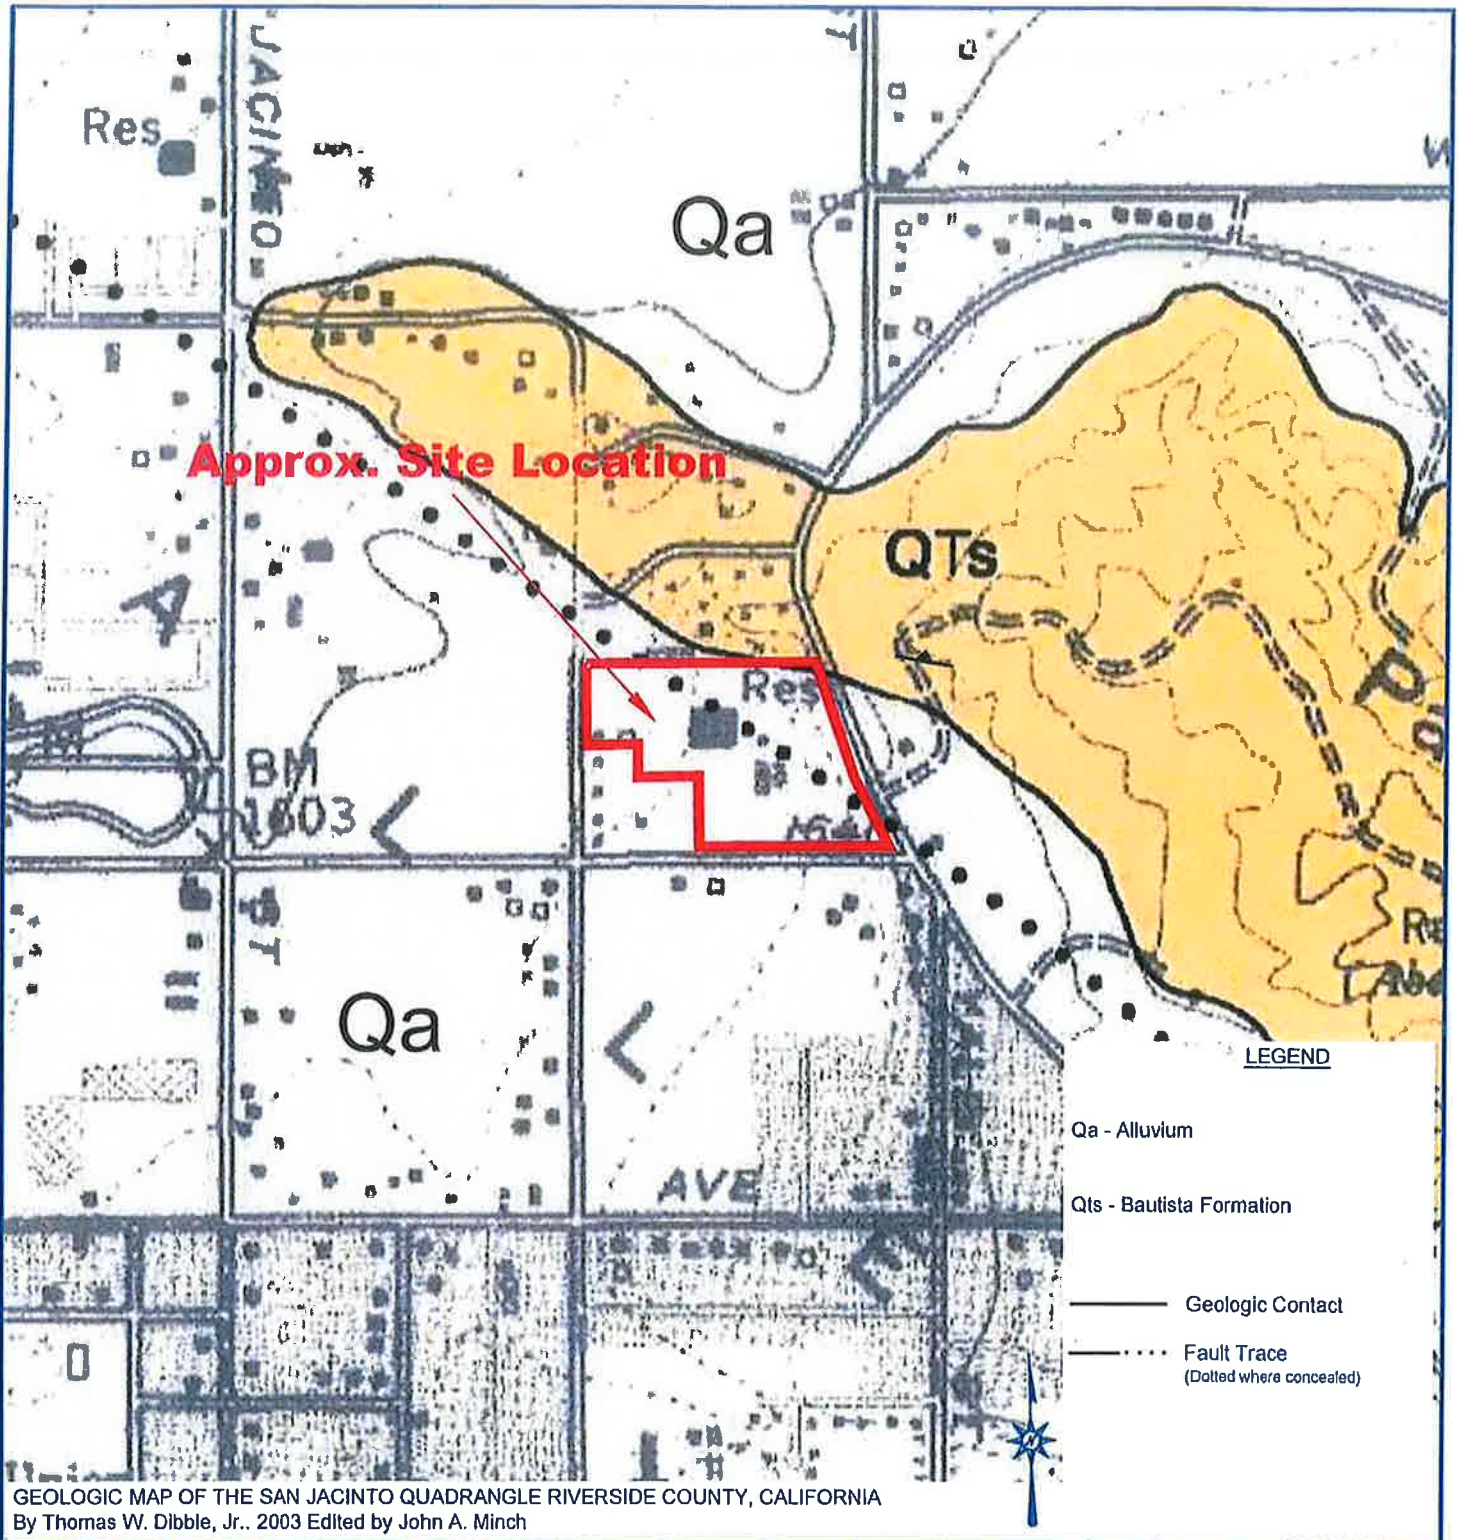 JACINTO
T
Res
Qa
W
Approx. Site Location
QTs
A
Res
BM
1603
ST
Qa
AVE
LEGEND
Qa - Alluvium
Qts - Bautista Formation
Geologic Contact
Fault Trace
(Dotted where concealed)
N
GEOLOGIC MAP OF THE SAN JACINTO QUADRANGLE RIVERSIDE COUNTY, CALIFORNIA
By Thomas W. Dibble, Jr.. 2003 Edited by John A. Minch